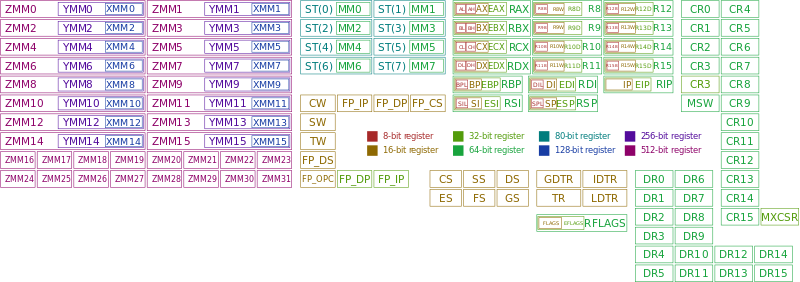 ZMM0 YMM0 XMM0 ZMM1 YMM1 XMM1 ST(0) MM0 ST(1) MM1 AL AH AX EAX RAX R8B R8W R8D R8 R12B R12W R12D R12 CR0 CR4
ZMM2 YMM2 XMM2 ZMM3 YMM3 XMM3 ST(2) MM2 ST(3) MM3 BL BH BX EBX RBX R9B R9W R9D R9 R13B R13W R13D R13 CR1 CR5
ZMM4 YMM4 XMM4 ZMM5 YMM5 XMM5 ST(4) MM4 ST(5) MM5 CL CH CX ECX RCX R10B R10W R10D R10 R14B R14W R14D R14 CR2 CR6
ZMM6 YMM6 XMM6 ZMM7 YMM7 XMM7 ST(6) MM6 ST(7) MM7 DL DH DX EDX RDX R11B R11W R11D R11 R15B R15W R15D R15 CR3 CR7
ZMM8 YMM8 XMM8 ZMM9 YMM9 XMM9 BPL BP EBP RBP DIL DI EDI RDI IP EIP RIP CR3 CR8
ZMM10 YMM10 XMM10 ZMM11 YMM11 XMM11 CW FP_IP FP_DP FP_CS SIL SI ESI RSI SPL SP ESP RSP MSW CR9
ZMM12 YMM12 XMM12 ZMM13 YMM13 XMM13 SW CR10
ZMM14 YMM14 XMM14 ZMM15 YMM15 XMM15 TW 8-bit register 32-bit register 80-bit register 256-bit register CR11
16-bit register 64-bit register 128-bit register 512-bit register
ZMM16 ZMM17 ZMM18 ZMM19 ZMM20 ZMM21 ZMM22 ZMM23 FP_DS CR12
ZMM24 ZMM25 ZMM26 ZMM27 ZMM28 ZMM29 ZMM30 ZMM31 FP_OPC FP_DP FP_IP CS SS DS GDTR IDTR DR0 DR6 CR13
ES FS GS TR LDTR DR1 DR7 CR14
FLAGS EFLAGS RFLAGS DR2 DR8 CR15 MXCSR
DR3 DR9
DR4 DR10 DR12 DR14
DR5 DR11 DR13 DR15